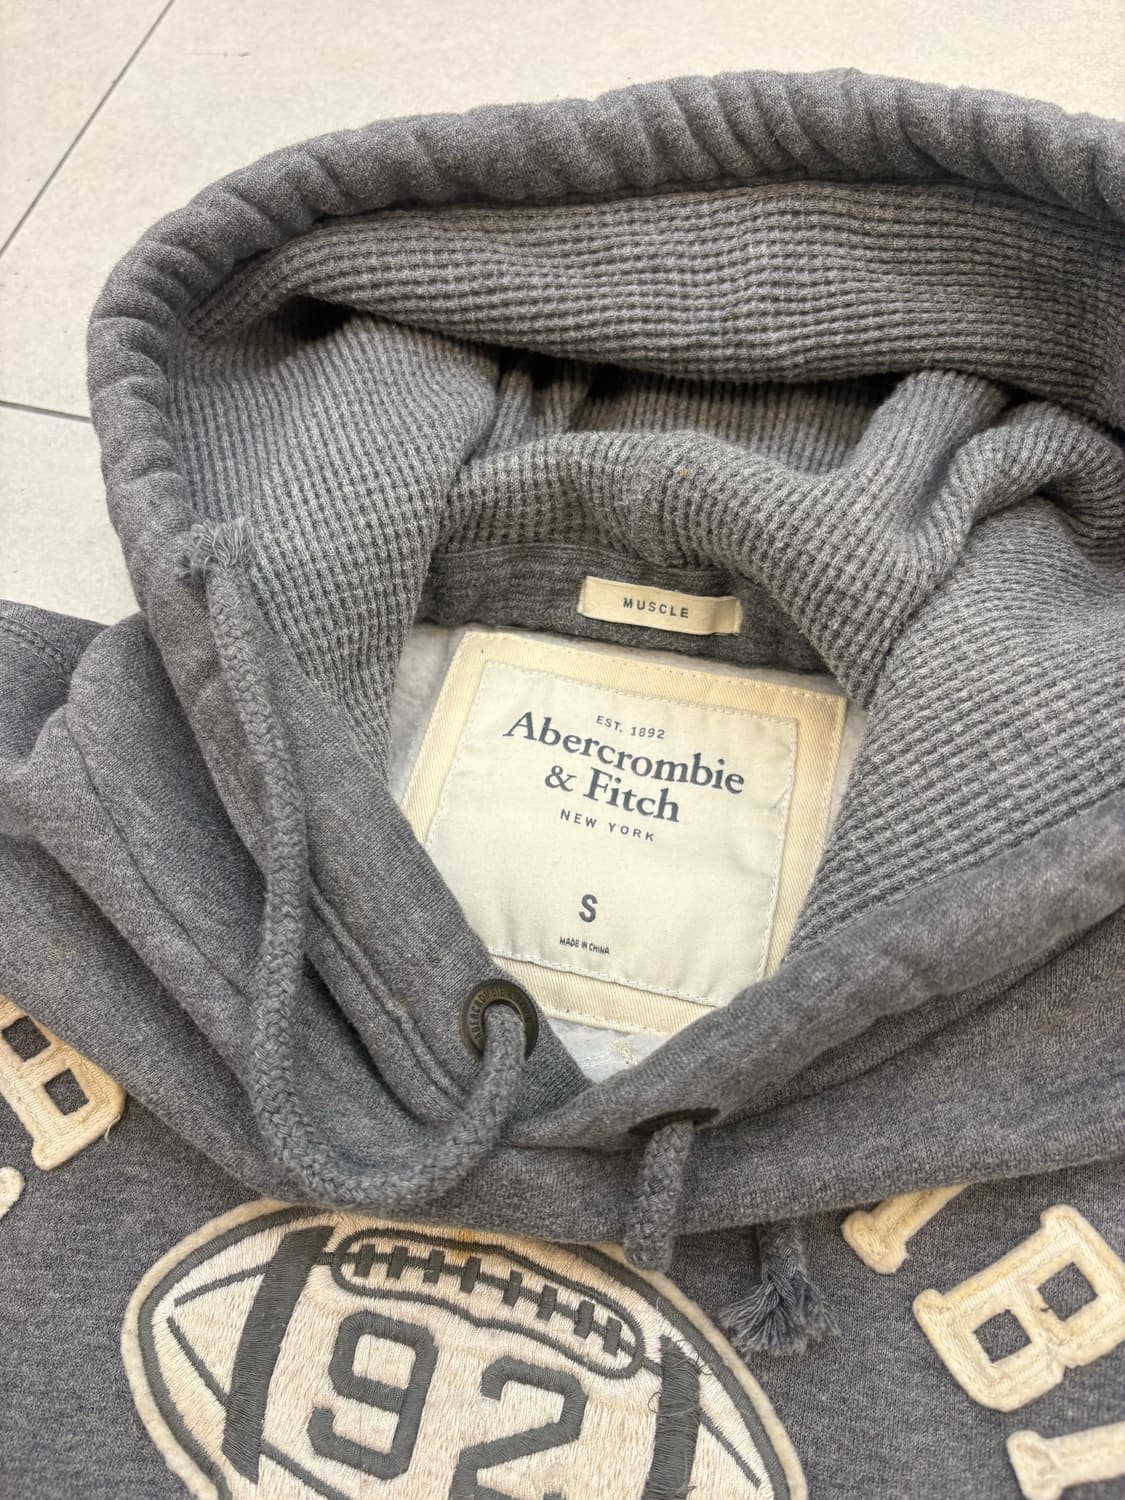 MUSCLE
EST. 1892
Abercrombie
& Fitch
NEW YORK
S
MADE IN CHINA
B
B
92